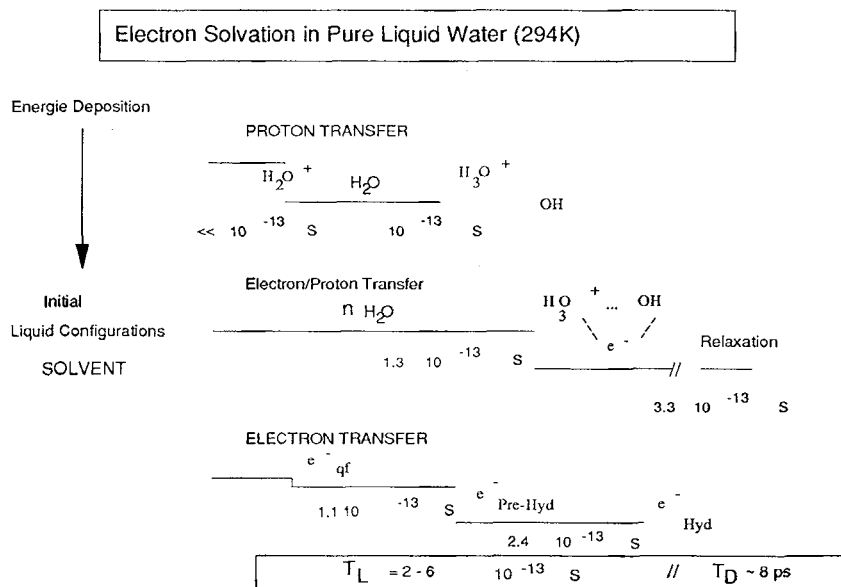 Electron Solvation in Pure Liquid Water (294K)
Energie Deposition
PROTON TRANSFER
H2O + H2O H3O + OH
<< 10 -13 S 10 -13 S
Electron/Proton Transfer
Initial
n H2O
H3O + ... OH
Liquid Configurations
e -
Relaxation
SOLVENT
1.3 10 -13 S
3.3 10 -13 S
ELECTRON TRANSFER
e - qf
1.1 10 -13 S
e - Pre-Hyd
e - Hyd
2.4 10 -13 S
TL = 2 - 6 10 -13 S // TD ~ 8 ps